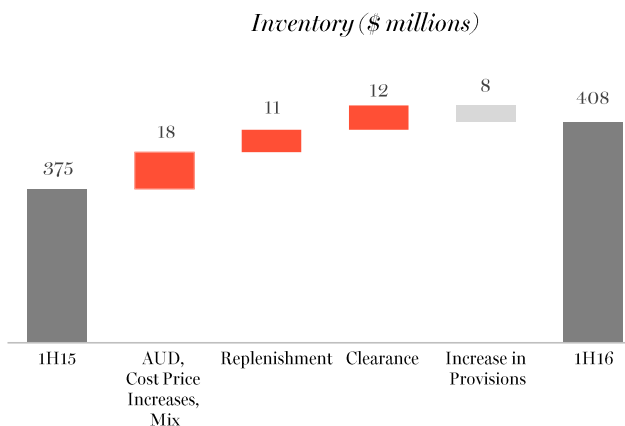 Inventory ($ millions)
375
18
11
12
8
408
1H15
AUD,
Cost Price
Increases,
Mix
Replenishment
Clearance
Increase in
Provisions
1H16